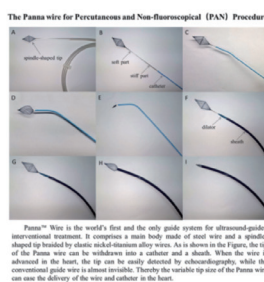 The Panna wire for Percutaneous and Non-fluoroscopical (PAN) Procedur
A
B
C
spindle-shaped tip
soft part
stiff part
catheter
D
E
F
dilator
sheath
G
H
I
Panna™ Wire is the world's first and the only guide system for ultrasound-guide
interventional treatment. It comprises a main body made of steel wire and a spindle
shaped tip braided by elastic nickel-titanium alloy wires. As is shown in the Figure, the ti
of the Panna wire can be withdrawn into a catheter and a sheath. When the wire i
advanced in the heart, the tip can be easily detected by echocardiography, while th
conventional guide wire is almost invisible. Thereby the variable tip size of the Panna wir
can ease the delivery of the wire and catheter in the heart.